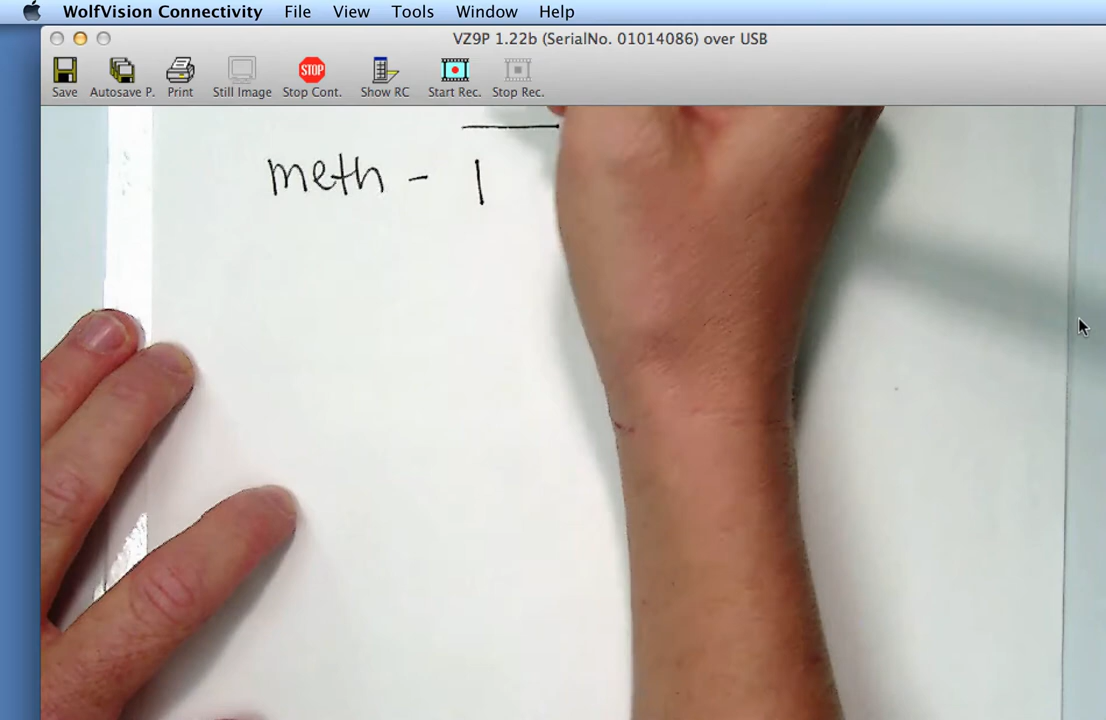 WolfVision Connectivity File View Tools Window Help
VZ9P 1.22b (SerialNo. 01014086) over USB
Save Autosave P. Print Still Image Stop Cont. Show RC Start Rec. Stop Rec.
STOP
meth - 1